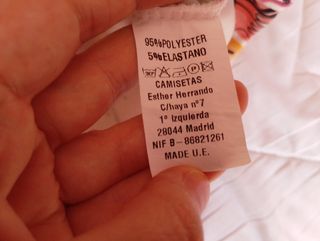 95%POLYESTER
5%ELASTANO
CAMISETAS
Esther Herrando
C/haya nº7
1º Izquierda
28044 Madrid
NIF B-86821261
MADE U.E.